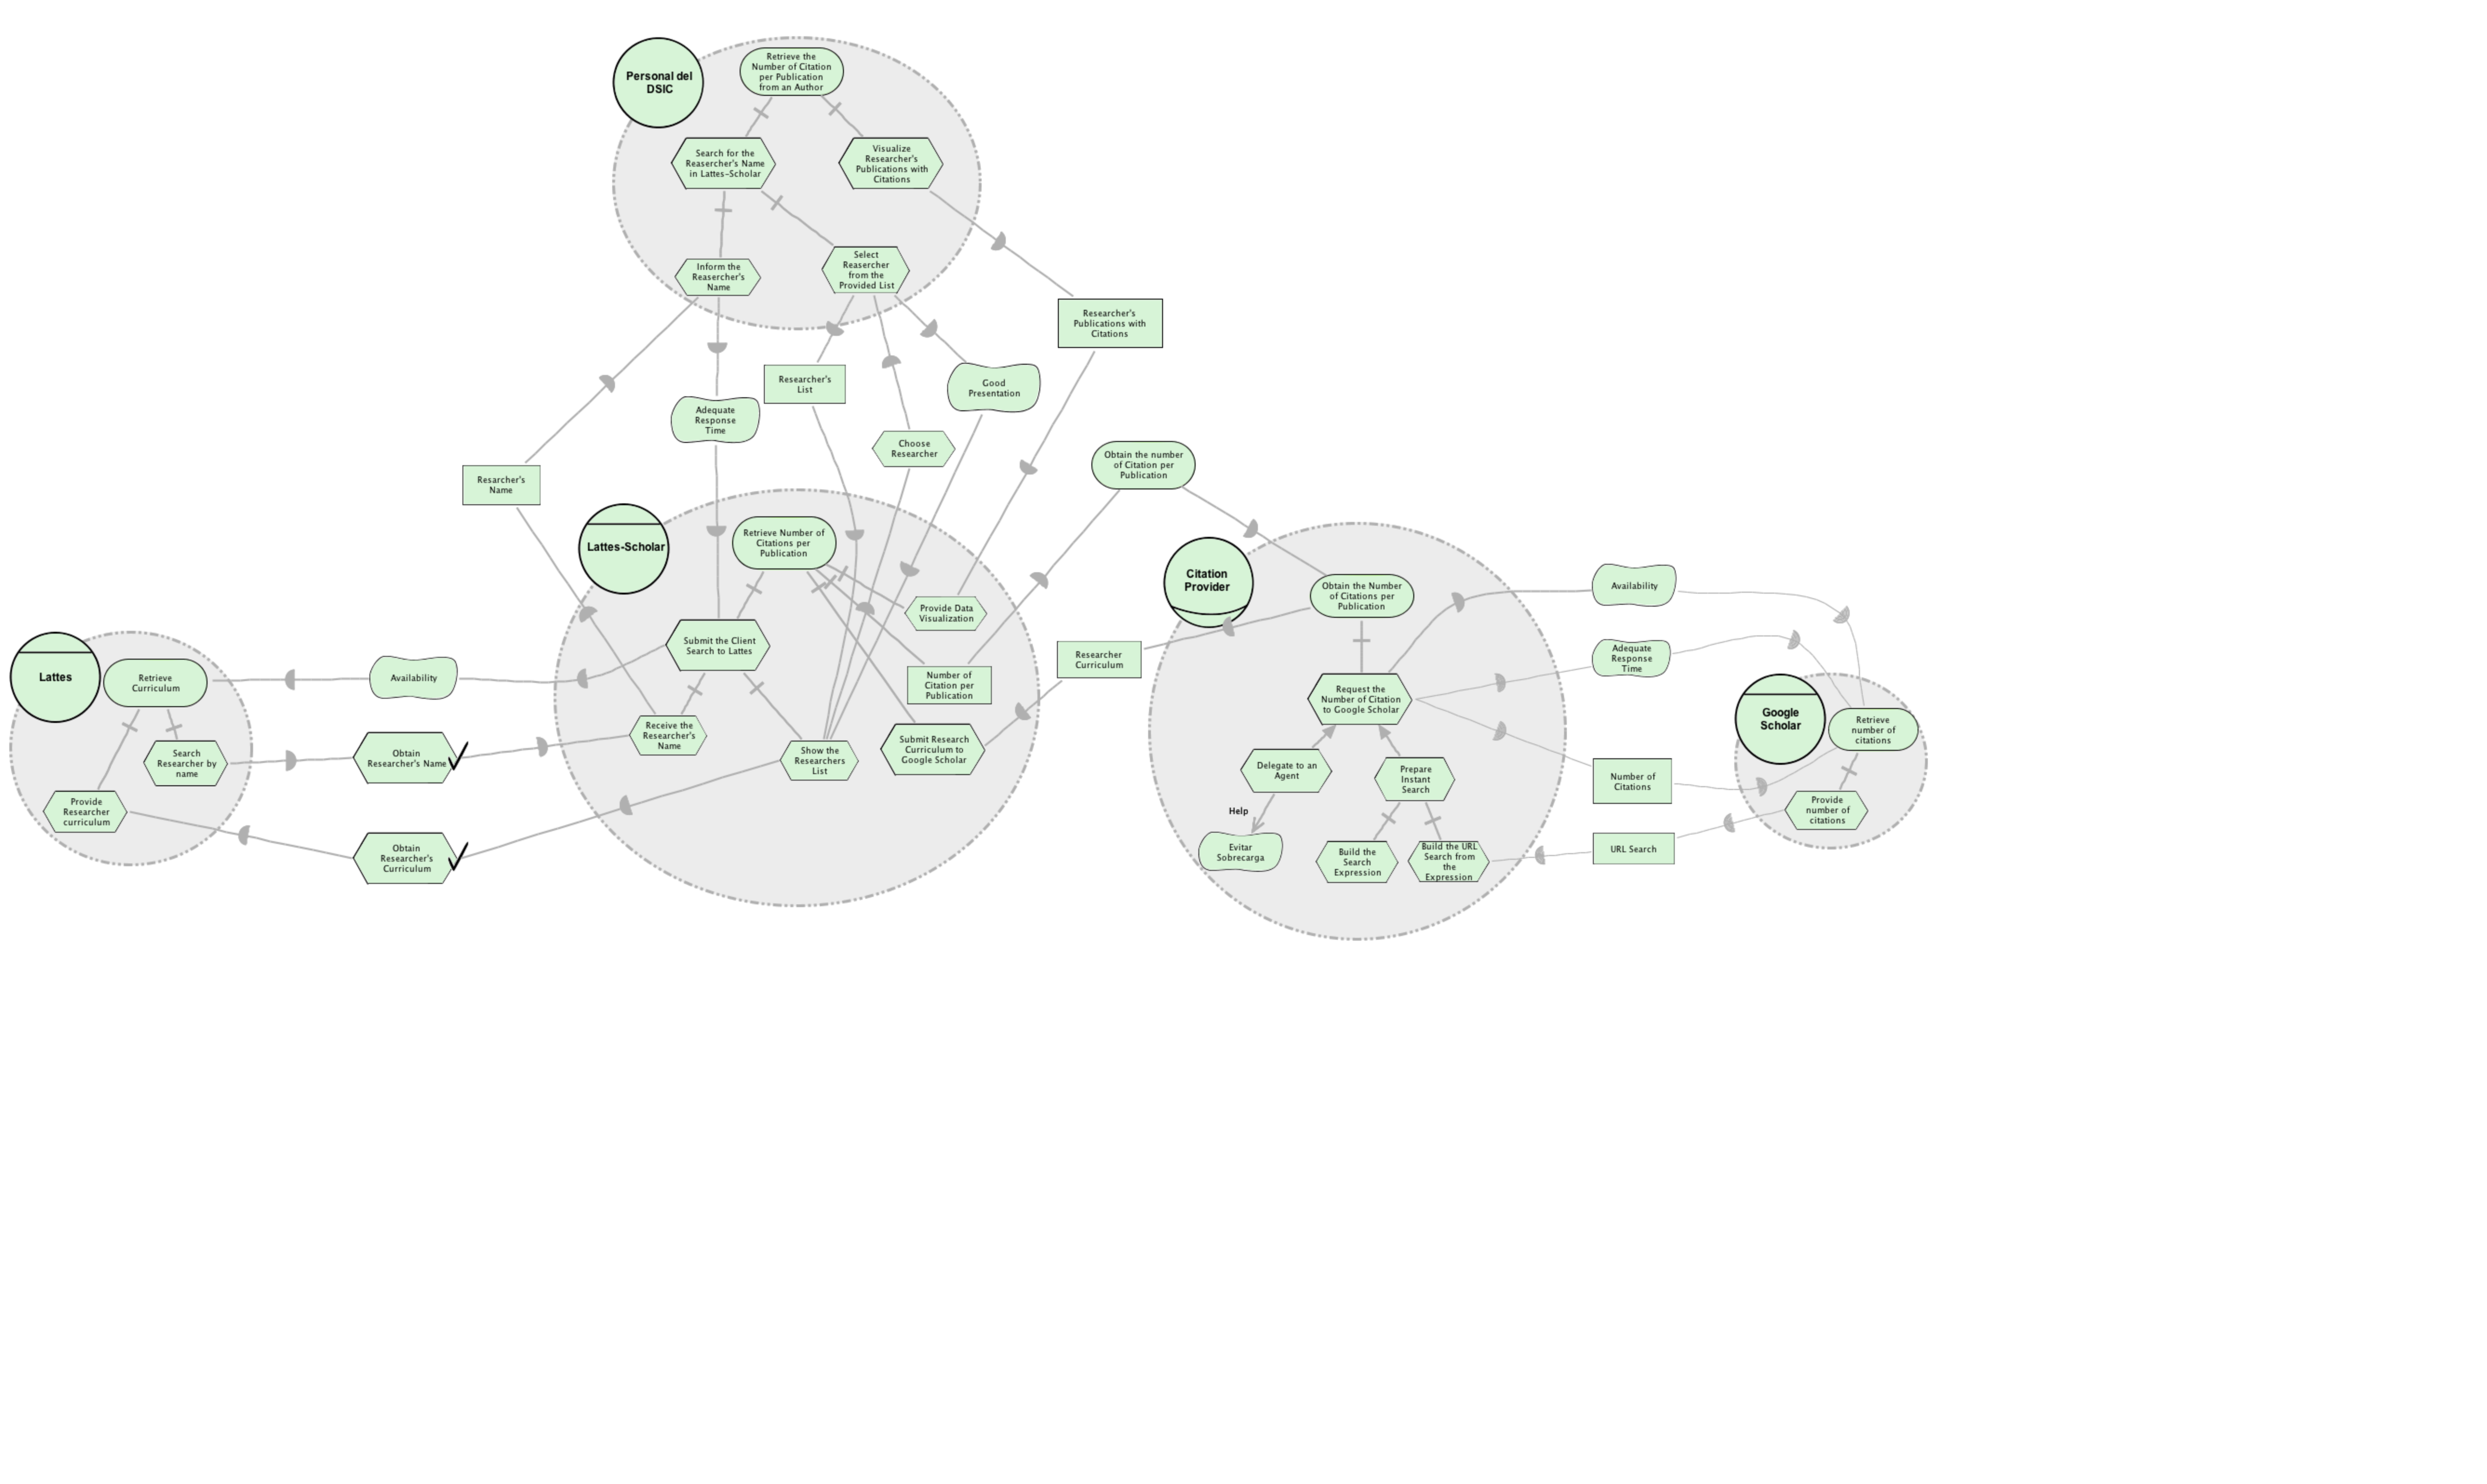 Personal del
DSIC
Retrieve the
Number of Citation
per Publication
from an Author
Search for the
Reasercher's Name
in Lattes-Scholar
Visualize
Researcher's
Publications with
Citations
Inform the
Reasercher's
Name
Select
Reasercher
from the
Provided List
Researcher's
Publications with
Citations
Researcher's
List
Good
Presentation
Adequate
Response
Time
Choose
Researcher
Resarcher's
Name
Obtain the number
of Citation per
Publication
Lattes-Scholar
Retrieve Number of
Citations per
Publication
Provide Data
Visualization
Submit the Client
Search to Lattes
Number of
Citation per
Publication
Receive the
Researcher's
Name
Show the
Researchers
List
Submit Research
Curriculum to
Google Scholar
Researcher
Curriculum
Lattes
Retrieve
Curriculum
Search
Researcher by
name
Provide
Researcher
curriculum
Availability
Obtain
Researcher's Name
Obtain
Researcher's
Curriculum
Citation
Provider
Obtain the Number
of Citations per
Publication
Request the
Number of Citation
to Google Scholar
Delegate to an
Agent
Prepare
Instant
Search
Help
Evitar
Sobrecarga
Build the
Search
Expression
Build the URL
Search from
the
Expression
Availability
Adequate
Response
Time
Number of
Citations
URL Search
Google
Scholar
Retrieve
number of
citations
Provide
number of
citations